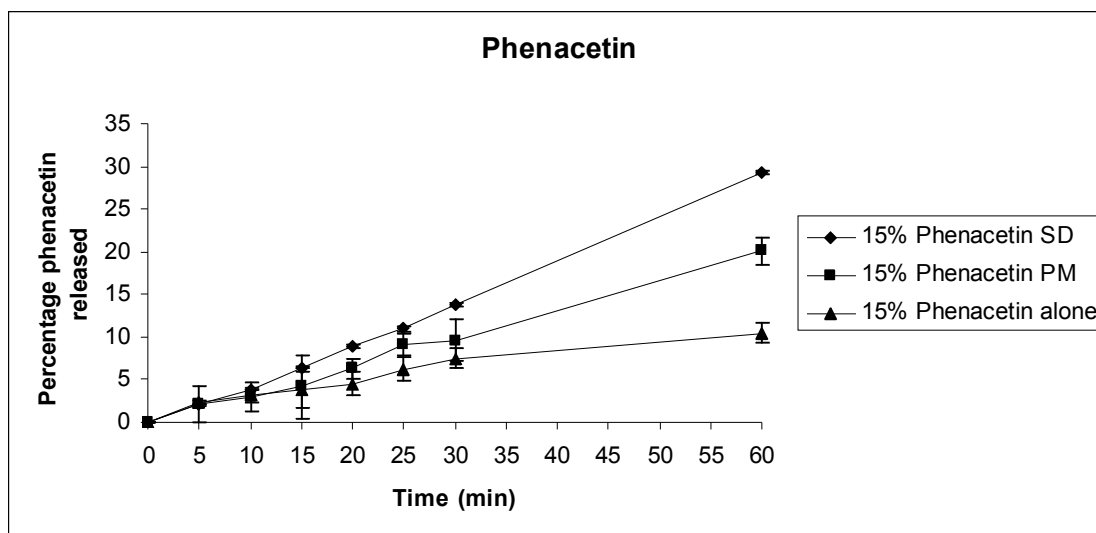 Phenacetin
Percentage phenacetin
released
35
30
25
20
15
10
5
0
0 5 10 15 20 25 30 35 40 45 50 55 60
Time (min)
15% Phenacetin SD
15% Phenacetin PM
15% Phenacetin alone